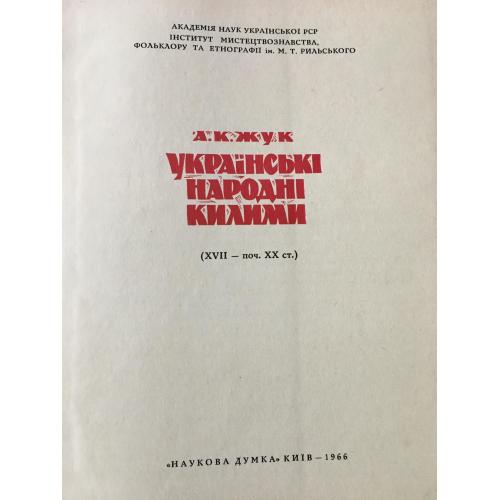 АКАДЕМІЯ НАУК УКРАЇНСЬКОЇ РСР
ІНСТИТУТ МИСТЕЦТВОЗНАВСТВА,
ФОЛЬКЛОРУ ТА ЕТНОГРАФІЇ ім. М. Т. РИЛЬСЬКОГО
А.К.ЖУК
УКРАЇНСЬКІ
НАРОДНІ
КИЛИМИ
(XVII — поч. XX ст.)
«НАУКОВА ДУМКА» КИЇВ — 1966